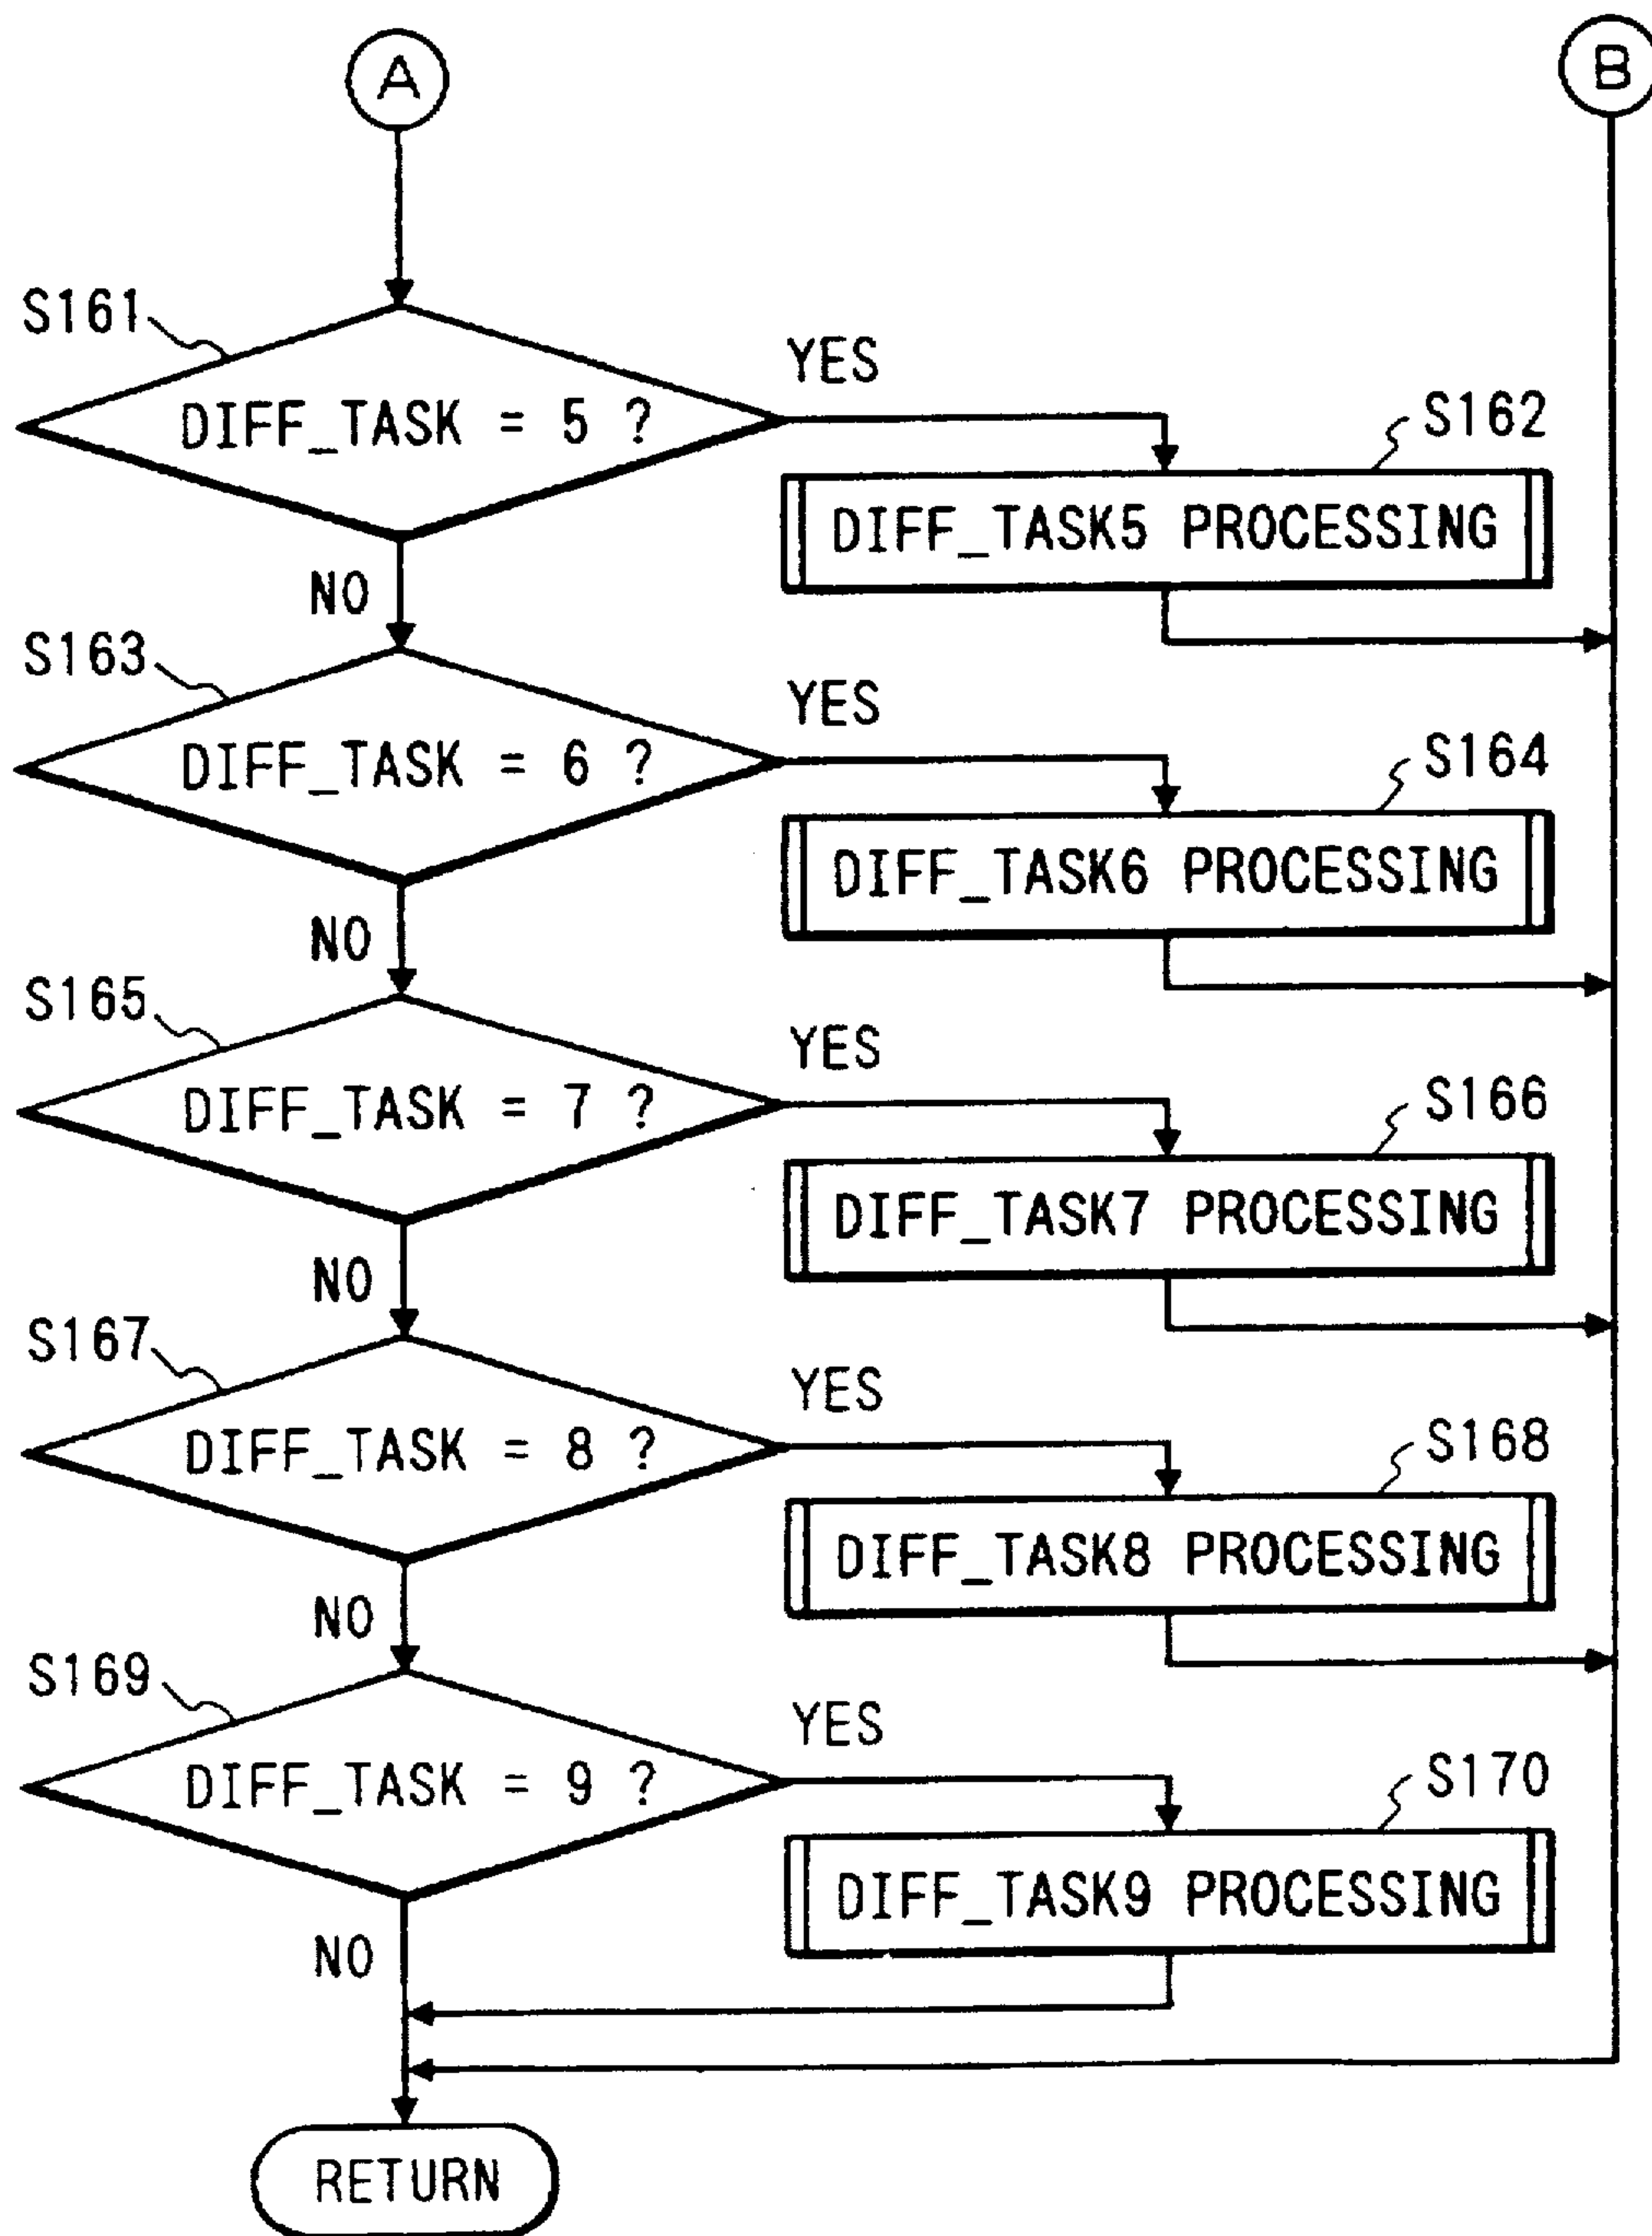 A
B
S161
YES
DIFF_TASK = 5 ?
S162
DIFF_TASK5 PROCESSING
NO
S163
YES
DIFF_TASK = 6 ?
S164
DIFF_TASK6 PROCESSING
NO
S165
YES
DIFF_TASK = 7 ?
S166
DIFF_TASK7 PROCESSING
NO
S167
YES
DIFF_TASK = 8 ?
S168
DIFF_TASK8 PROCESSING
NO
S169
YES
DIFF_TASK = 9 ?
S170
DIFF_TASK9 PROCESSING
NO
RETURN